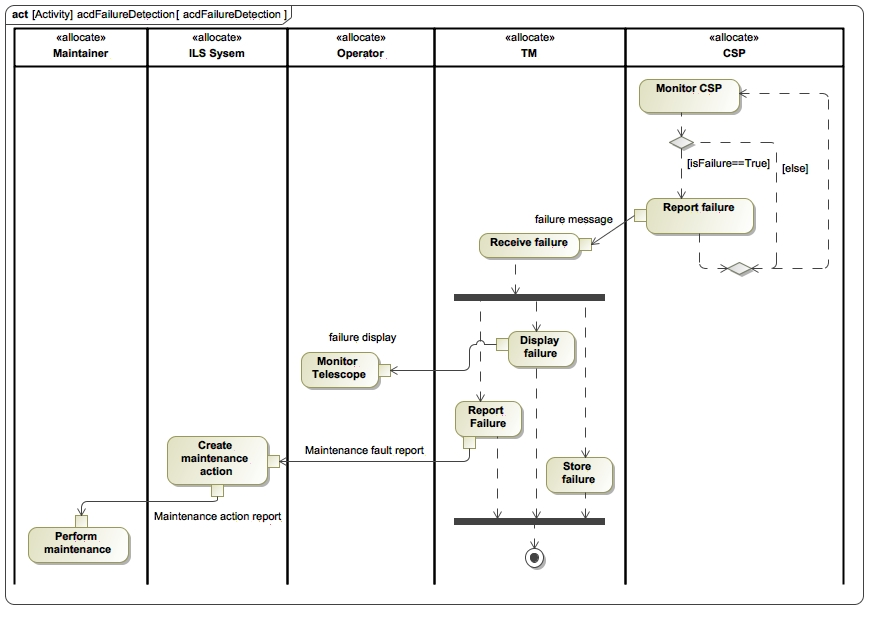 act [Activity] acdFailureDetection[ acdFailureDetection ]
«allocate»
Maintainer
«allocate»
ILS Sysem
«allocate»
Operator
«allocate»
TM
«allocate»
CSP
Monitor CSP
[isFailure==True]
[else]
Report failure
failure message
Receive failure
failure display
Display
failure
Monitor
Telescope
Report
Failure
Create
maintenance
action
Maintenance fault report
Store
failure
Maintenance action report
Perform
maintenance